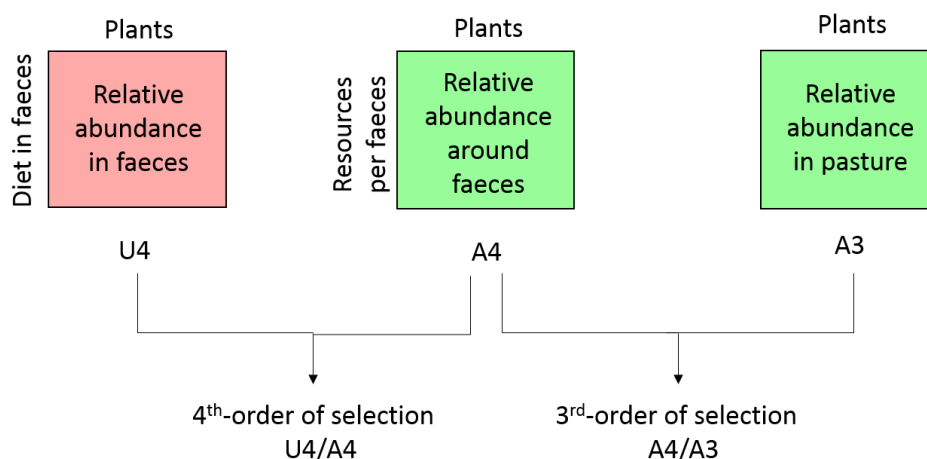 Plants
Plants
Plants
Diet in faeces
Relative
abundance
in faeces
Resources
per faeces
Relative
abundance
around
faeces
Relative
abundance
in pasture
U4
A4
A3
4th-order of selection
U4/A4
3rd-order of selection
A4/A3